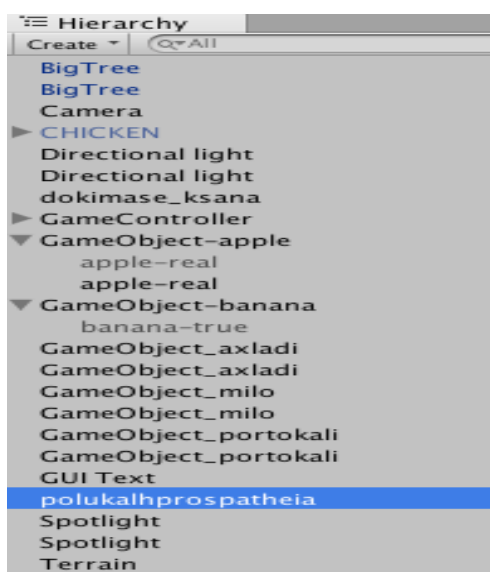 Hierarchy
Create All
BigTree
BigTree
Camera
CHICKEN
Directional light
Directional light
dokimase_ksana
GameController
GameObject-apple
apple-real
apple-real
GameObject-banana
banana-true
GameObject_axladi
GameObject_axladi
GameObject_milo
GameObject_milo
GameObject_portokali
GameObject_portokali
GUI Text
polukalhprospatheia
Spotlight
Spotlight
Terrain